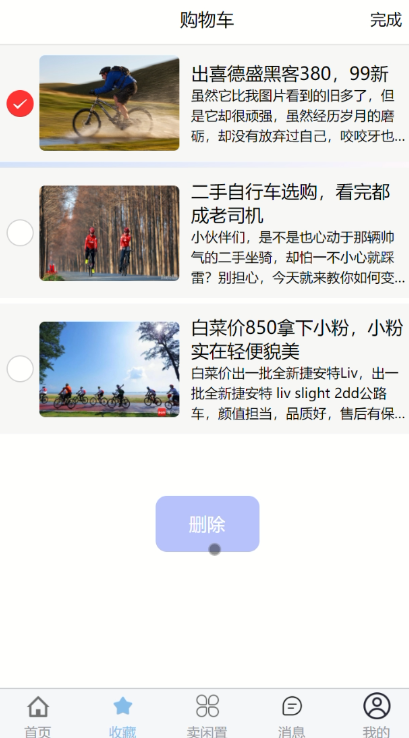 购物车
完成
出喜德盛黑客380，99新
虽然它比我图片看到的旧多了，但
是它却很顽强，虽然经历岁月的磨
砺，却没有放弃过自己，咬咬牙也...
二手自行车选购，看完都
成老司机
小伙伴们，是不是也心动于那辆帅
气的二手坐骑，却怕一不小心就踩
雷？别担心，今天就来教你如何变...
白菜价850拿下小粉，小粉
实在轻便貌美
白菜价出一批全新捷安特Liv，出一
批全新捷安特 liv slight 2dd公路
车，颜值担当，品质好，售后有保...
删除
首页
收藏
卖闲置
消息
我的